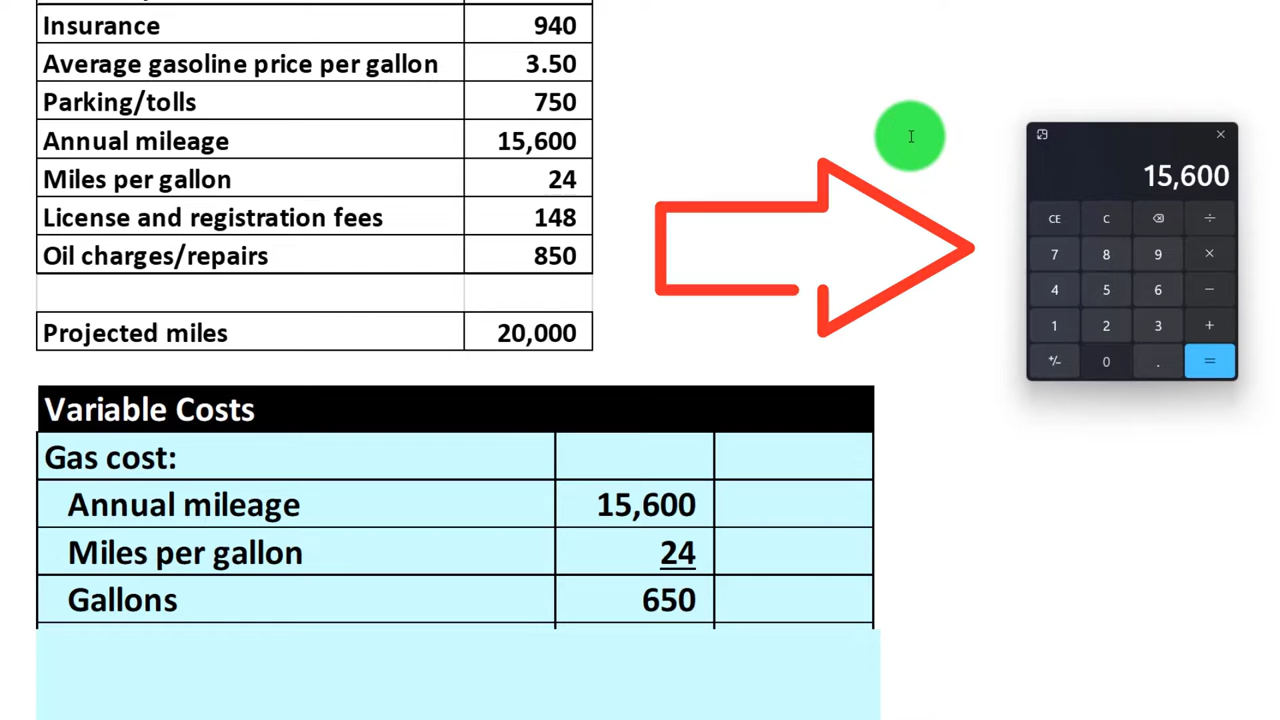 Insurance 940
Average gasoline price per gallon 3.50
Parking/tolls 750
Annual mileage 15,600
Miles per gallon 24
License and registration fees 148
Oil charges/repairs 850
Projected miles 20,000
Variable Costs
Gas cost:
Annual mileage 15,600
Miles per gallon 24
Gallons 650
15,600
CE C ÷
7 8 9 ×
4 5 6 −
1 2 3 +
+/− 0 . =